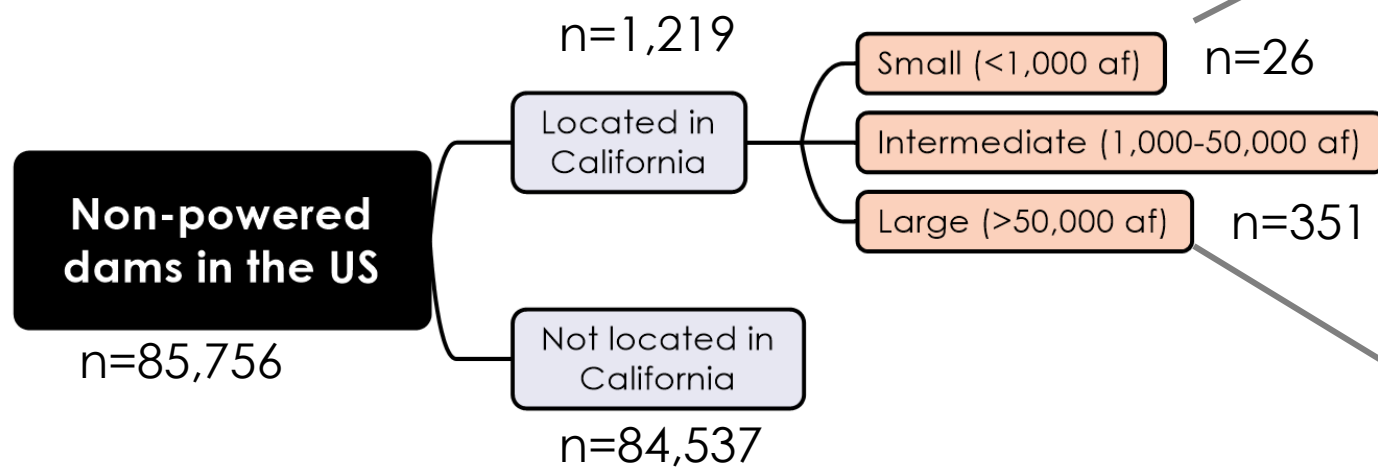 Non-powered
dams in the US
n=85,756
n=1,219
Located in
California
Not located in
California
n=84,537
Small (<1,000 af)
n=26
Intermediate (1,000-50,000 af)
Large (>50,000 af)
n=351